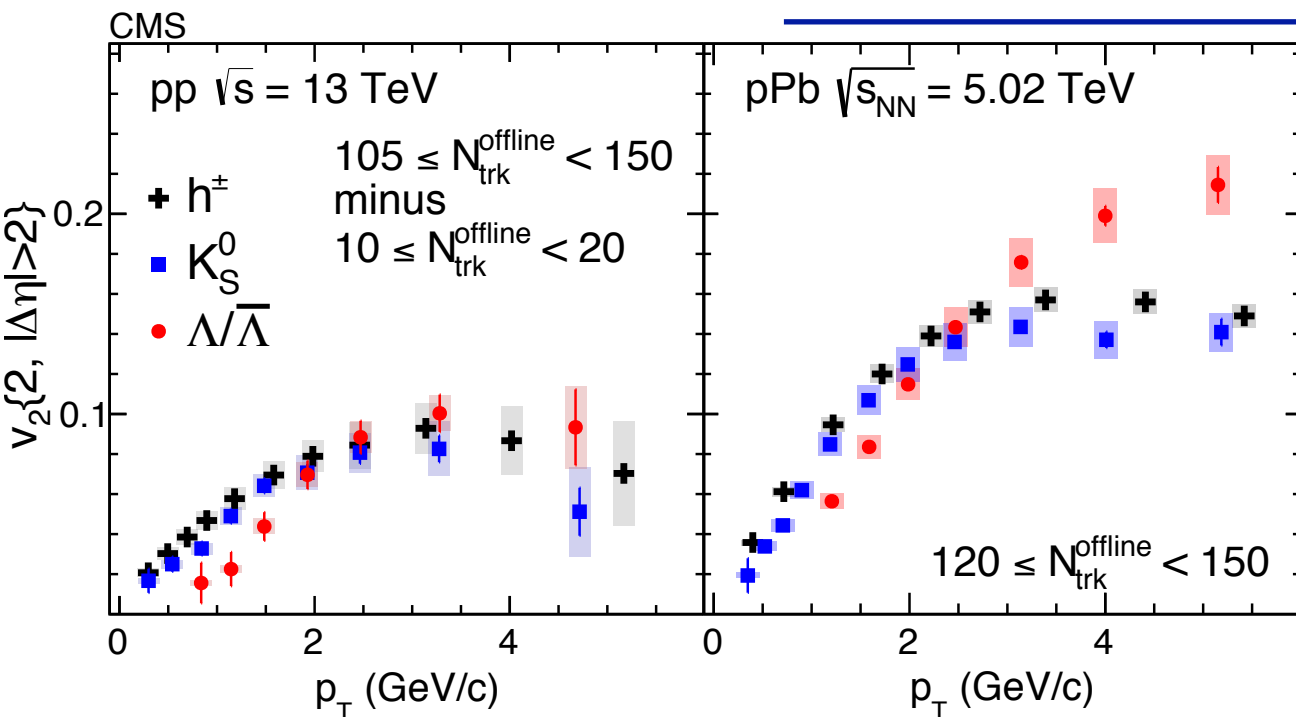 CMS
pp √s = 13 TeV
105 ≤ N_trk^offline < 150
minus
10 ≤ N_trk^offline < 20
h±
K_S^0
Λ/Λ̅
v₂{2, |Δη|>2}
0.2
0.1
0 2 4
p_T (GeV/c)
pPb √s_NN = 5.02 TeV
120 ≤ N_trk^offline < 150
0 2 4
p_T (GeV/c)